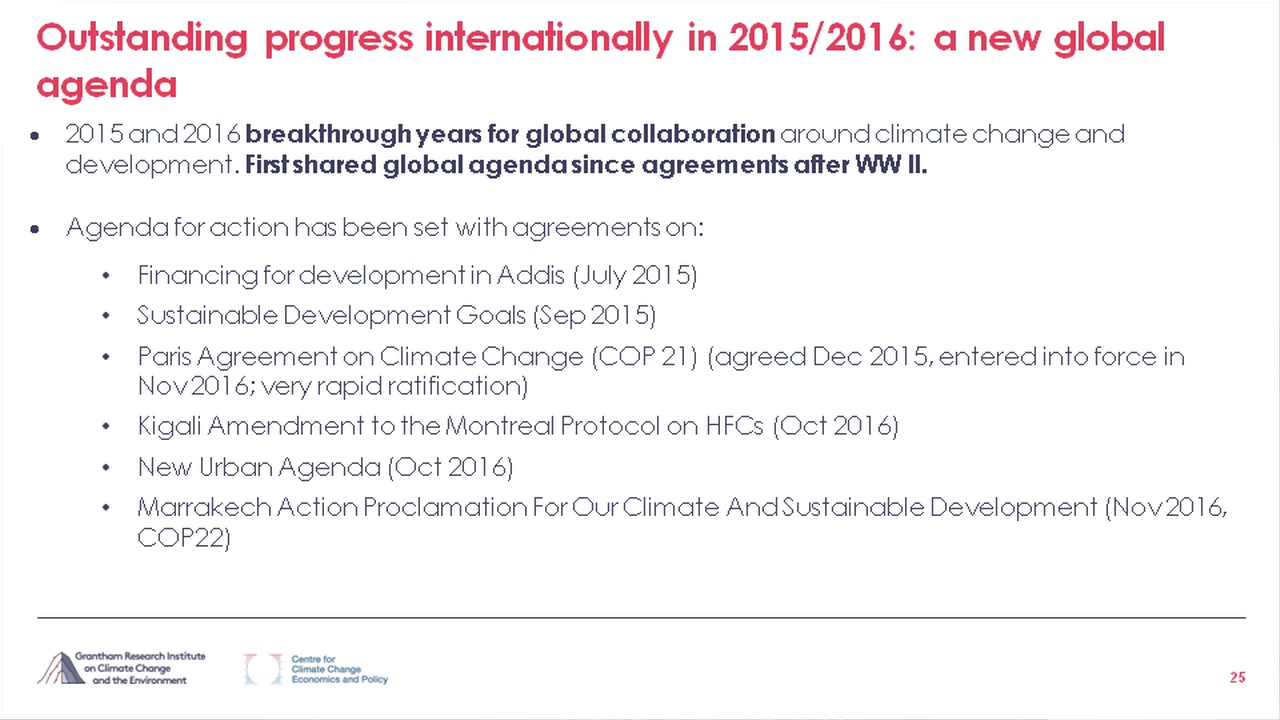 Outstanding progress internationally in 2015/2016: a new global
agenda
• 2015 and 2016 breakthrough years for global collaboration around climate change and
development. First shared global agenda since agreements after WW II.
• Agenda for action has been set with agreements on:
• Financing for development in Addis (July 2015)
• Sustainable Development Goals (Sep 2015)
• Paris Agreement on Climate Change (COP 21) (agreed Dec 2015, entered into force in
Nov 2016; very rapid ratification)
• Kigali Amendment to the Montreal Protocol on HFCs (Oct 2016)
• New Urban Agenda (Oct 2016)
• Marrakech Action Proclamation For Our Climate And Sustainable Development (Nov 2016,
COP22)
Grantham Research Institute
on Climate Change
and the Environment
Centre for
Climate Change
Economics and Policy
25